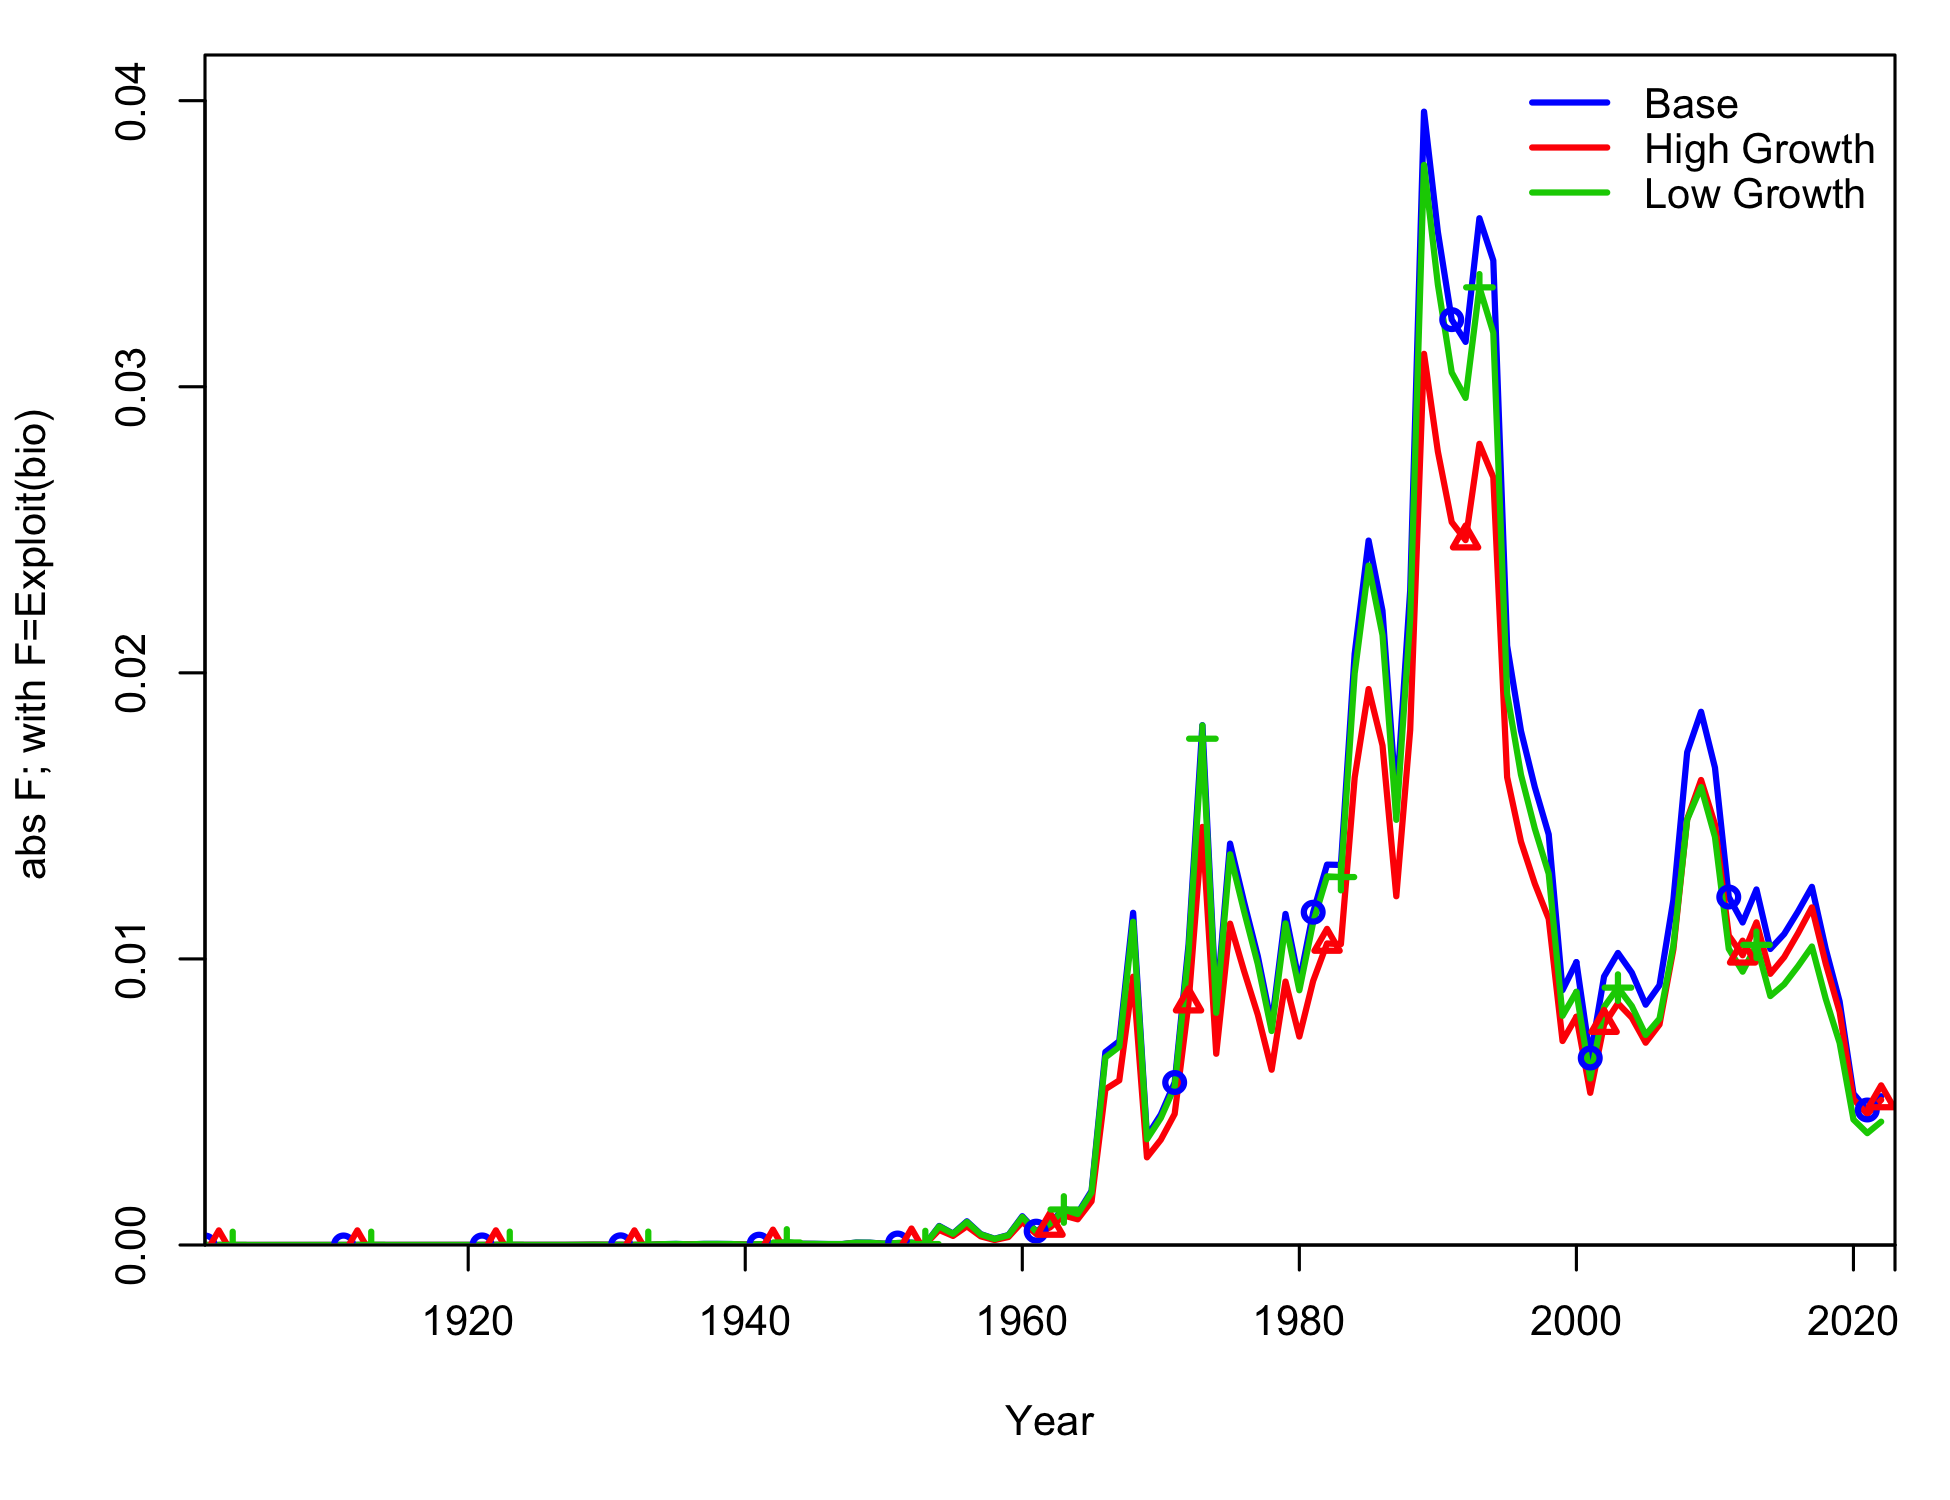 Base
High Growth
Low Growth
abs F; with F=Exploit(bio)
0.04
0.03
0.02
0.01
0.00
1920 1940 1960 1980 2000 2020
Year